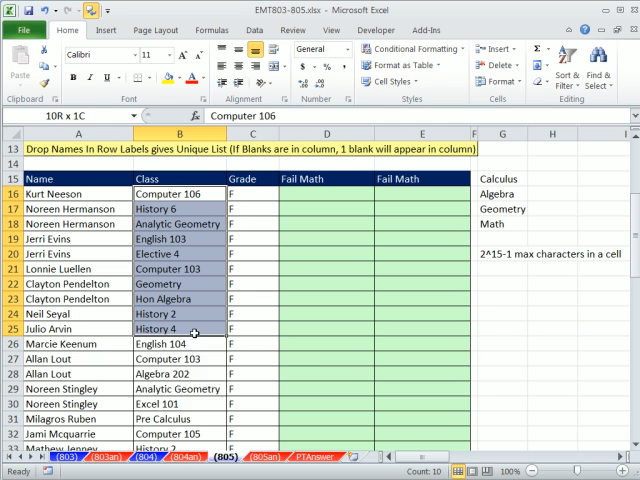 EMT803-805.xlsx - Microsoft Excel
File Home Insert Page Layout Formulas Data Review View Developer Add-Ins
Paste
Calibri 11
B I U
General
$ % ,
Conditional Formatting
Format as Table
Cell Styles
Insert
Delete
Format
Sort & Filter
Find & Select
Clipboard Font Alignment Number Styles Cells Editing
10R x 1C fx Computer 106
A B C D E F G H I
13 Drop Names In Row Labels gives Unique List (If Blanks are in column, 1 blank will appear in column)
14
15 Name Class Grade Fail Math Fail Math Calculus
16 Kurt Neeson Computer 106 F Algebra
17 Noreen Hermanson History 6 F Geometry
18 Noreen Hermanson Analytic Geometry F Math
19 Jerri Evins English 103 F
20 Jerri Evins Elective 4 F 2^15-1 max characters in a cell
21 Lonnie Luellen Computer 103 F
22 Clayton Pendelton Geometry F
23 Clayton Pendelton Hon Algebra F
24 Neil Seyal History 2 F
25 Julio Arvin History 4 F
26 Marcie Keenum English 104 F
27 Allan Lout Computer 103 F
28 Allan Lout Algebra 202 F
29 Noreen Stingley Analytic Geometry F
30 Noreen Stingley Excel 101 F
31 Milagros Ruben Pre Calculus F
32 Jami Mcquarrie Computer 105 F
33 Mathew Jenney History 2 F
(803) (803an) (804) (804an) (805) (805an) PTAnswer
Ready Count: 10 100%